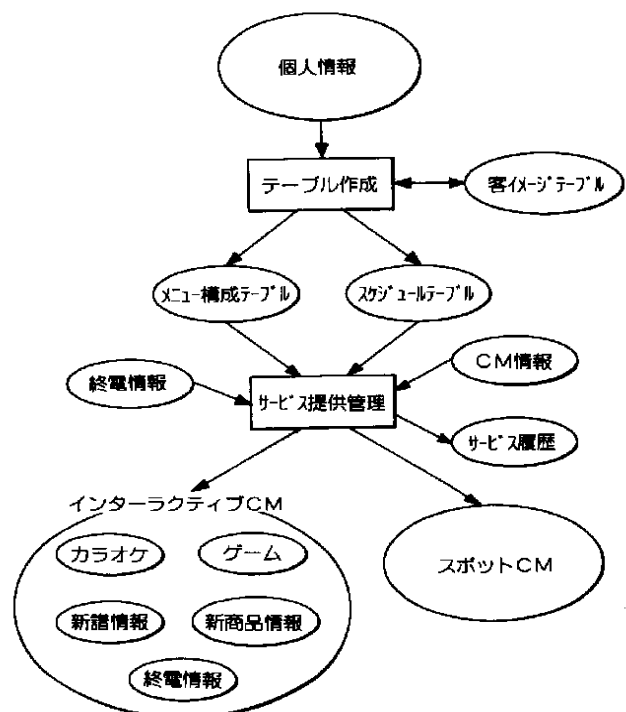 個人情報
テーブル作成
客イメージテーブル
メニュー構成テーブル
スケジュールテーブル
終電情報
CM情報
サービス提供管理
サービス履歴
インターラクティブCM
カラオケ
ゲーム
スポットCM
新譜情報
新商品情報
終電情報